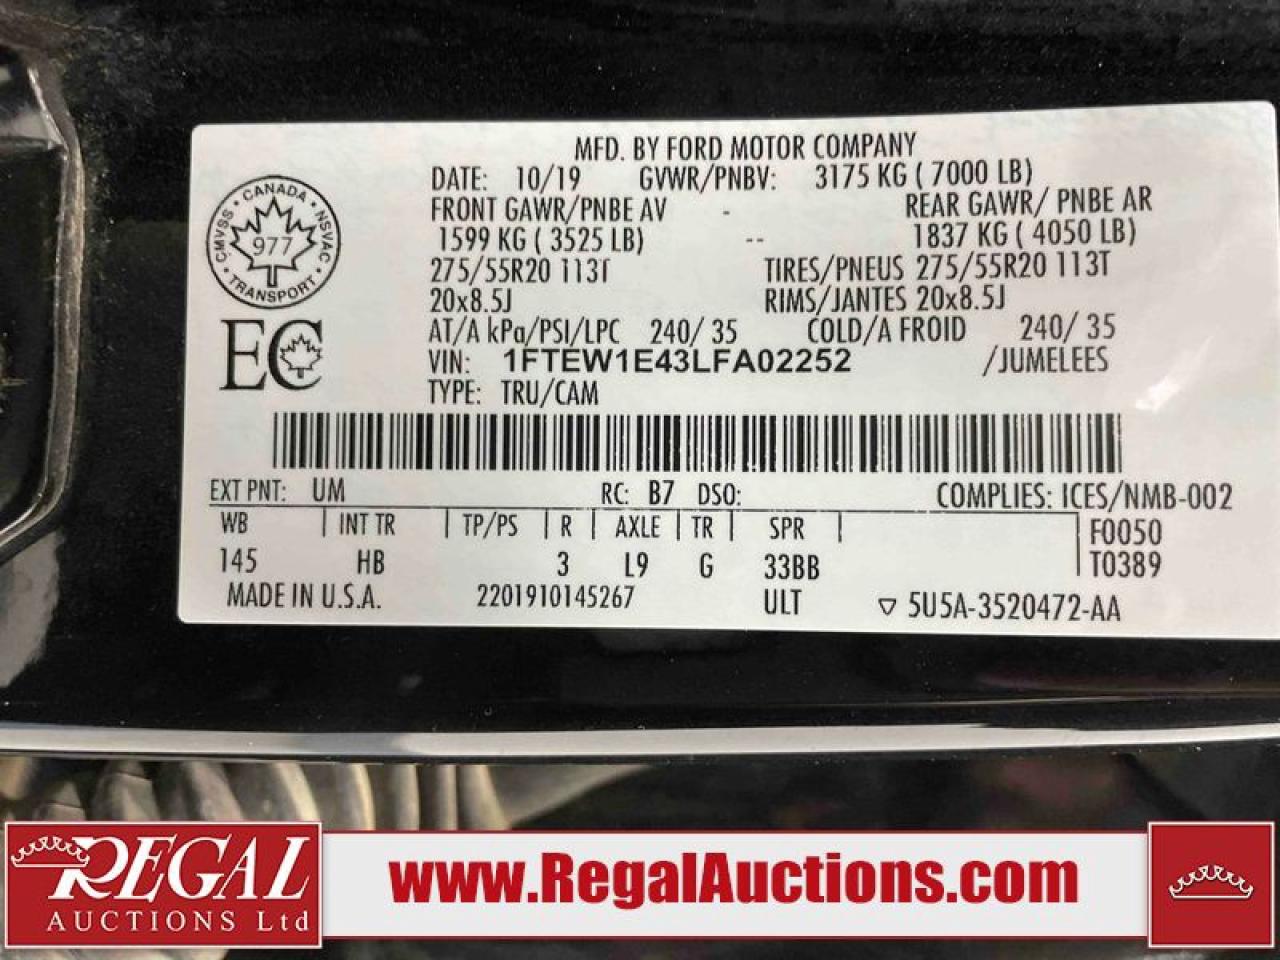 MFD. BY FORD MOTOR COMPANY
DATE: 10/19 GVWR/PNBV: 3175 KG ( 7000 LB)
FRONT GAWR/PNBE AV - REAR GAWR/ PNBE AR
1599 KG ( 3525 LB) -- 1837 KG ( 4050 LB)
275/55R20 113T TIRES/PNEUS 275/55R20 113T
20x8.5J RIMS/JANTES 20x8.5J
AT/A kPa/PSI/LPC 240/ 35 COLD/A FROID 240/ 35
VIN: 1FTEW1E43LFA02252 /JUMELEES
TYPE: TRU/CAM
CANADA
CMVSS NSVAC
977
TRANSPORT
EC
EXT PNT: UM RC: B7 DSO: COMPLIES: ICES/NMB-002
WB | INT TR | TP/PS | R | AXLE | TR | SPR | F0050
145 HB 3 L9 G 33BB T0389
MADE IN U.S.A. 2201910145267 ULT ▽ 5U5A-3520472-AA
REGAL
AUCTIONS Ltd
www.RegalAuctions.com